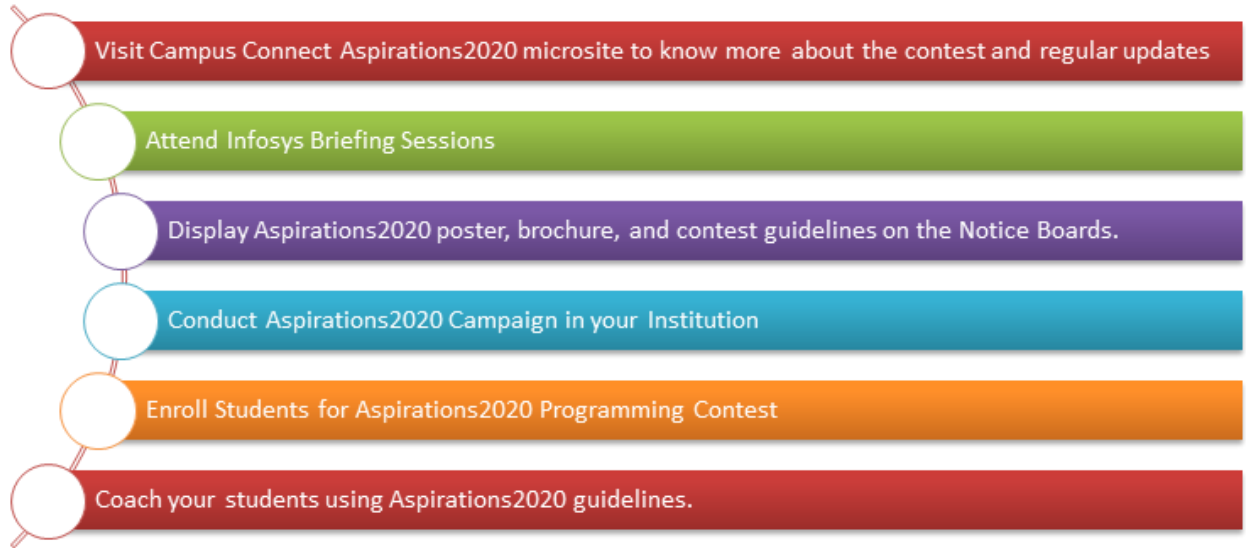 Visit Campus Connect Aspirations2020 microsite to know more about the contest and regular updates
Attend Infosys Briefing Sessions
Display Aspirations2020 poster, brochure, and contest guidelines on the Notice Boards.
Conduct Aspirations2020 Campaign in your Institution
Enroll Students for Aspirations2020 Programming Contest
Coach your students using Aspirations2020 guidelines.